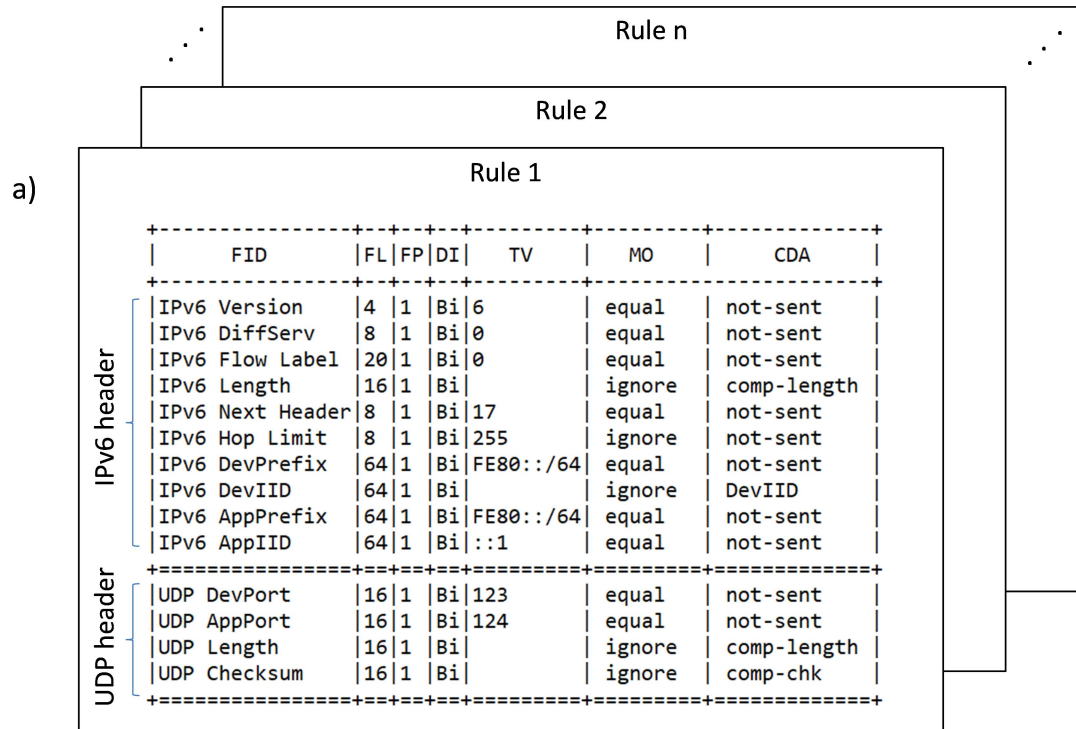 Rule n
Rule 2
Rule 1
a)
+----------------+--+--+--+---------+---------+-------------+
|      FID       |FL|FP|DI|   TV    |   MO    |     CDA     |
+----------------+--+--+--+---------+-----------------------+
IPv6 header
|IPv6 Version    |4 |1 |Bi|6        | equal   | not-sent    |
|IPv6 DiffServ   |8 |1 |Bi|0        | equal   | not-sent    |
|IPv6 Flow Label |20|1 |Bi|0        | equal   | not-sent    |
|IPv6 Length     |16|1 |Bi|         | ignore  | comp-length |
|IPv6 Next Header|8 |1 |Bi|17       | equal   | not-sent    |
|IPv6 Hop Limit  |8 |1 |Bi|255      | ignore  | not-sent    |
|IPv6 DevPrefix  |64|1 |Bi|FE80::/64| equal   | not-sent    |
|IPv6 DevIID     |64|1 |Bi|         | ignore  | DevIID      |
|IPv6 AppPrefix  |64|1 |Bi|FE80::/64| equal   | not-sent    |
|IPv6 AppIID     |64|1 |Bi|::1      | equal   | not-sent    |
+================+==+==+==+=========+=========+=============+
UDP header
|UDP DevPort     |16|1 |Bi|123      | equal   | not-sent    |
|UDP AppPort     |16|1 |Bi|124      | equal   | not-sent    |
|UDP Length      |16|1 |Bi|         | ignore  | comp-length |
|UDP Checksum    |16|1 |Bi|         | ignore  | comp-chk    |
+================+==+==+==+=========+=========+=============+